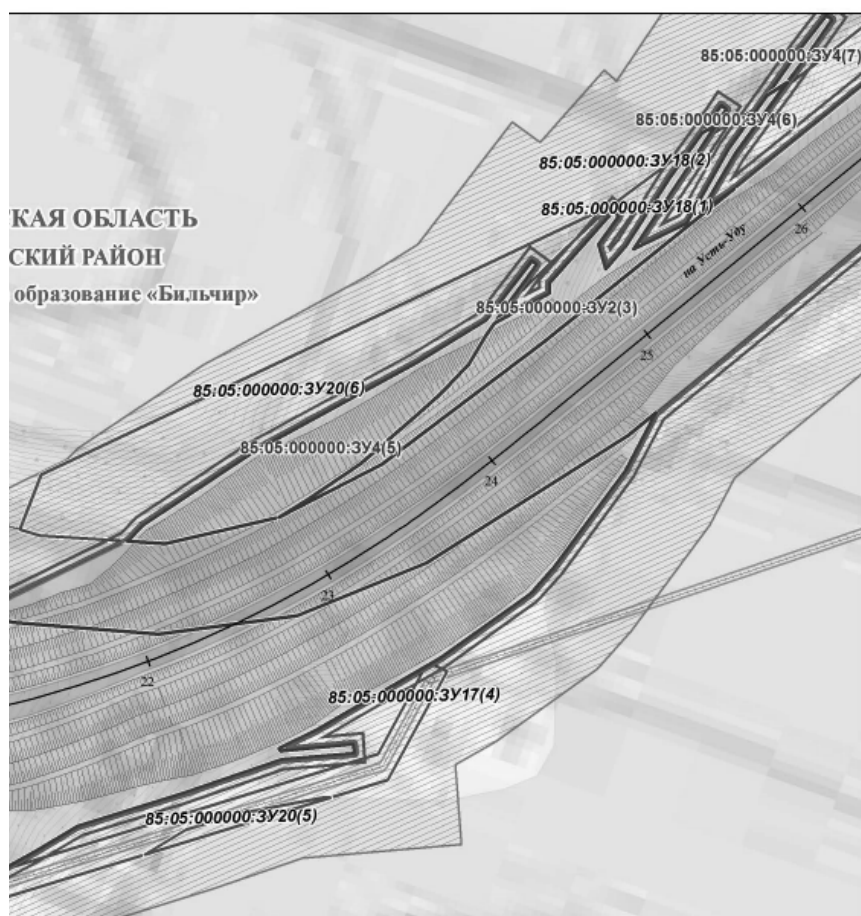 85:05:000000:ЗУ4(7)
85:05:000000:ЗУ4(6)
85:05:000000:ЗУ18(2)
85:05:000000:ЗУ18(1)
26
на Усть-Уду
КАЯ ОБЛАСТЬ
СКИЙ РАЙОН
образование «Бильчир»
85:05:000000:ЗУ2(3)
25
85:05:000000:ЗУ20(6)
85:05:000000:ЗУ4(5)
24
23
22
85:05:000000:ЗУ17(4)
85:05:000000:ЗУ20(5)